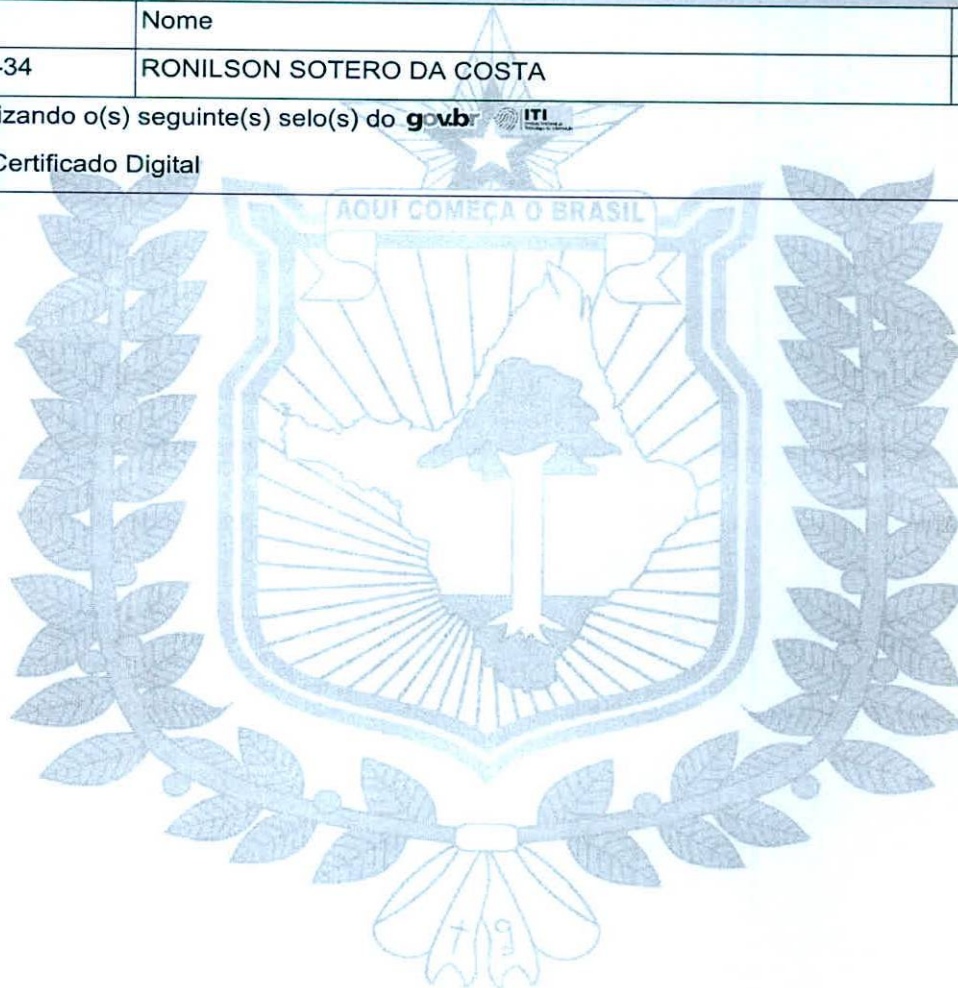 Nome
-34 RONILSON SOTERO DA COSTA
izando o(s) seguinte(s) selo(s) do gov.br ITI
Certificado Digital
AQUI COMEÇA O BRASIL
† g